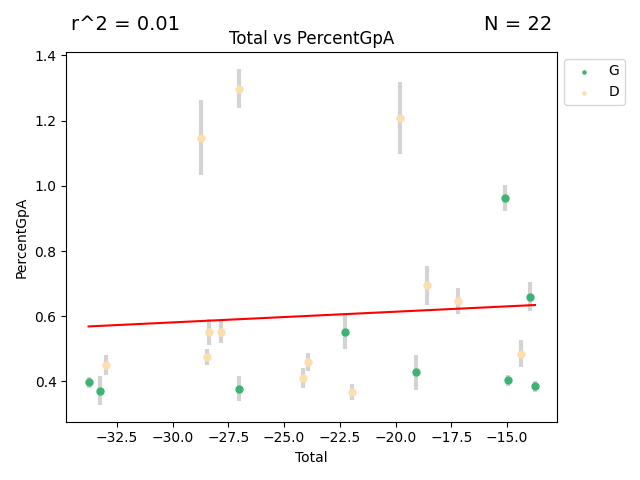 r^2 = 0.01
N = 22
Total vs PercentGpA
G
D
PercentGpA
1.4
1.2
1.0
0.8
0.6
0.4
−32.5 −30.0 −27.5 −25.0 −22.5 −20.0 −17.5 −15.0
Total